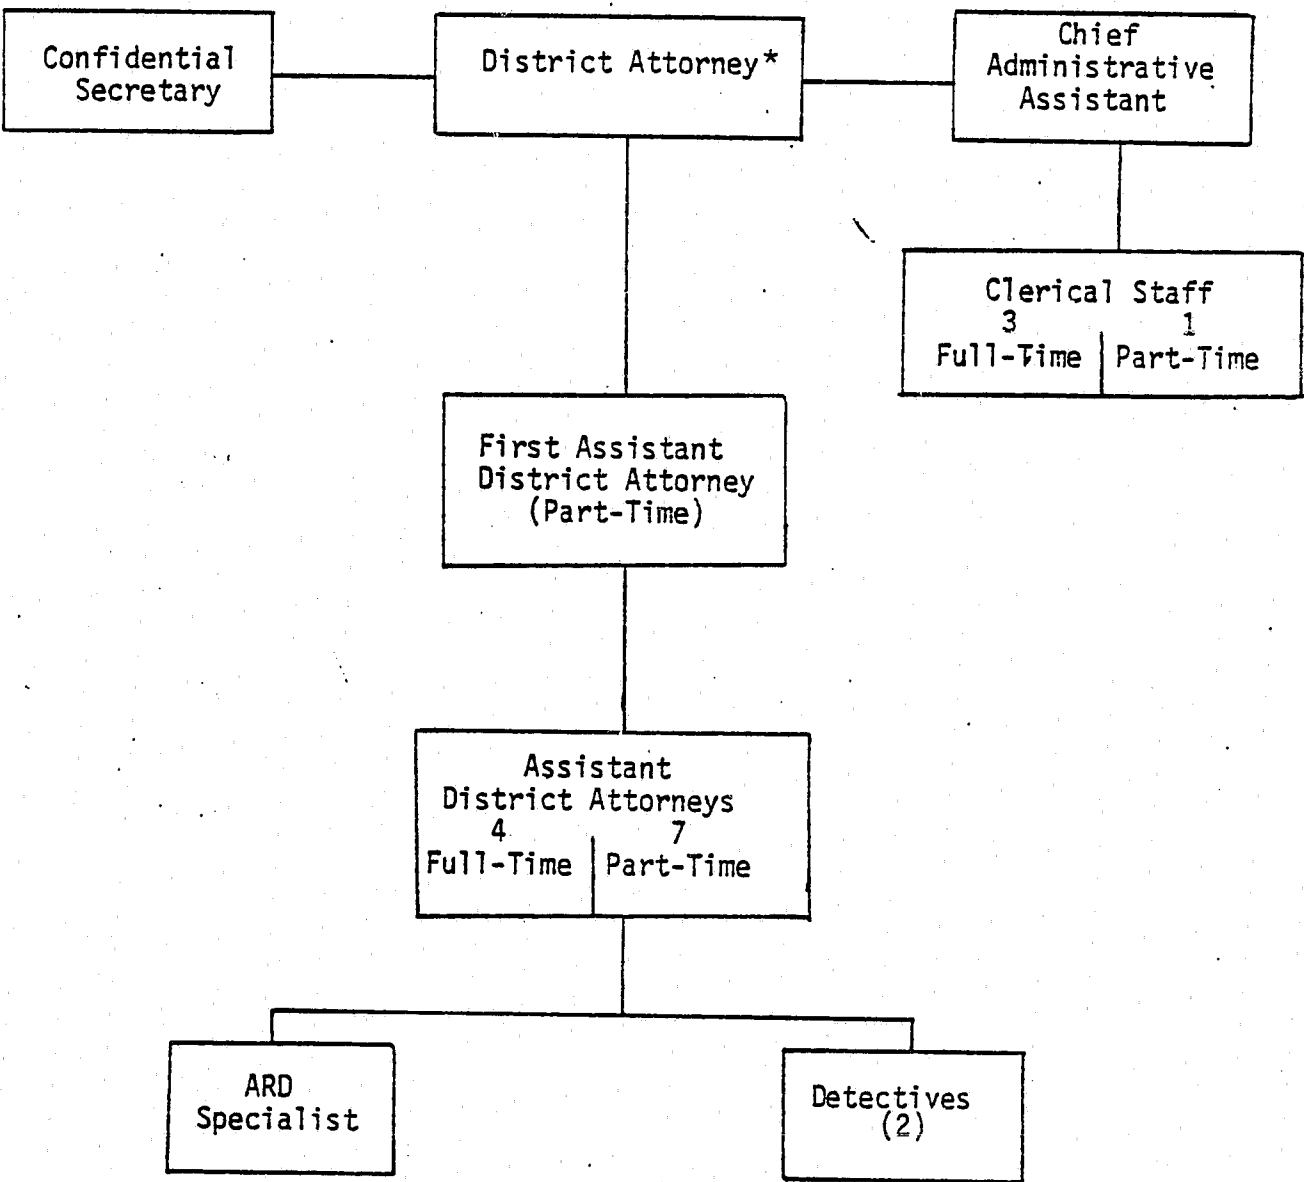 Confidential
Secretary
District Attorney*
Chief
Administrative
Assistant
Clerical Staff
3 1
Full-Time Part-Time
First Assistant
District Attorney
(Part-Time)
Assistant
District Attorneys
4 7
Full-Time Part-Time
ARD
Specialist
Detectives
(2)